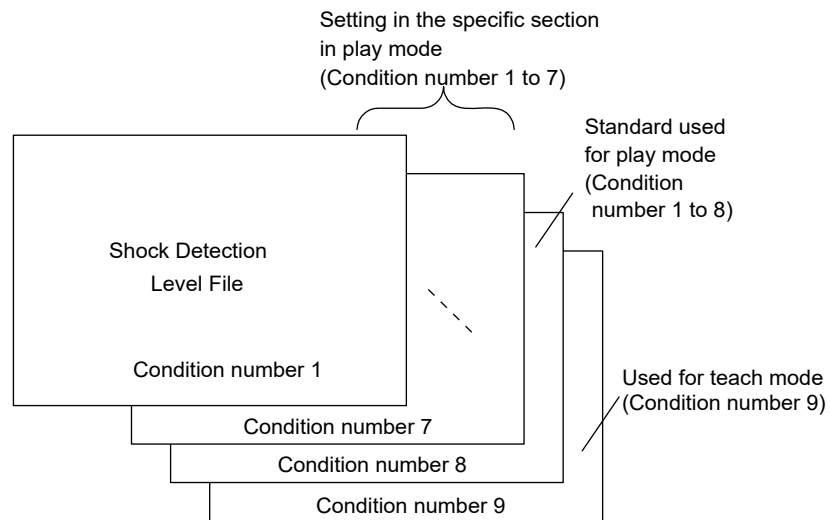 Setting in the specific section
in play mode
(Condition number 1 to 7)
Standard used
for play mode
(Condition
number 1 to 8)
Shock Detection
Level File
Condition number 1
Used for teach mode
(Condition number 9)
Condition number 7
Condition number 8
Condition number 9